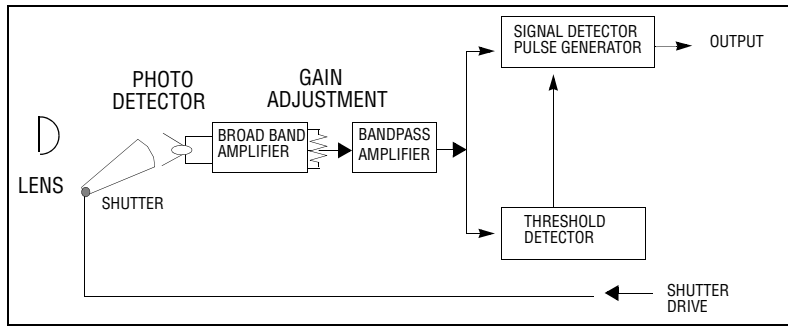 SIGNAL DETECTOR
PULSE GENERATOR
OUTPUT
PHOTO
DETECTOR
GAIN
ADJUSTMENT
BROAD BAND
AMPLIFIER
BANDPASS
AMPLIFIER
LENS
SHUTTER
THRESHOLD
DETECTOR
SHUTTER
DRIVE